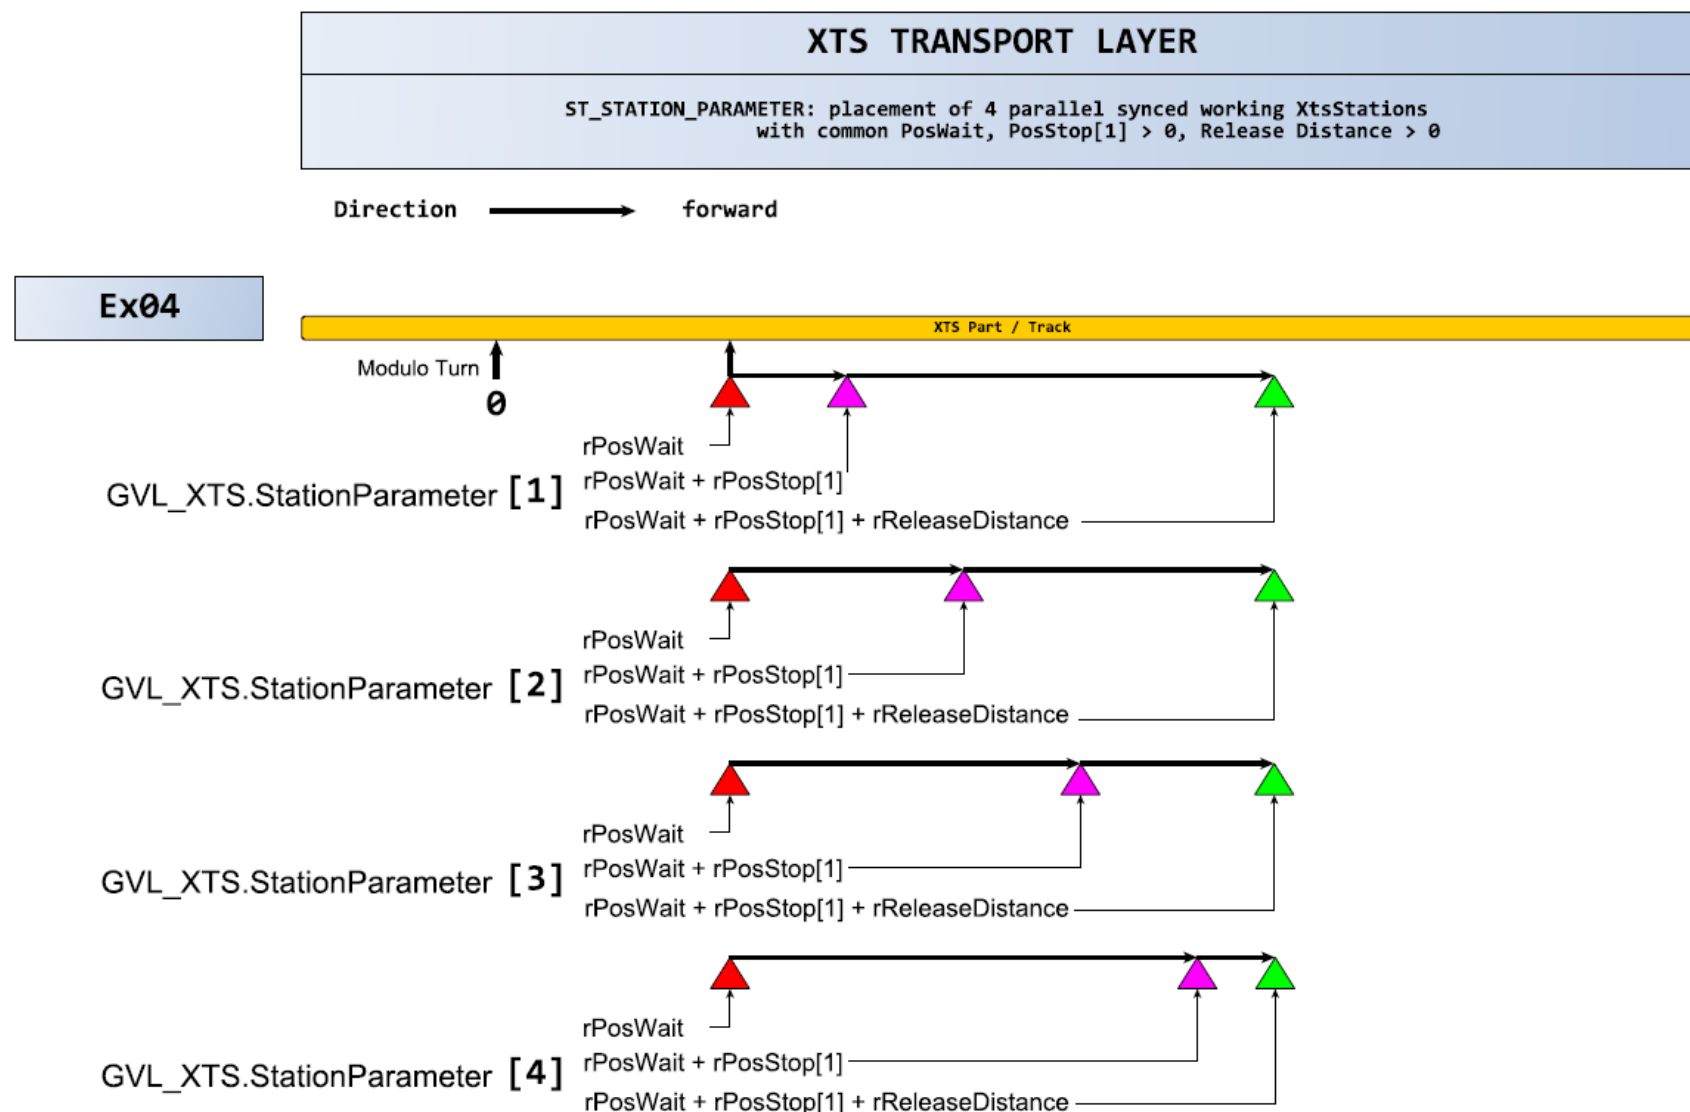 XTS TRANSPORT LAYER
ST_STATION_PARAMETER: placement of 4 parallel synced working XtsStations
with common PosWait, PosStop[1] > 0, Release Distance > 0
Direction forward
Ex04
XTS Part / Track
Modulo Turn
0
rPosWait
GVL_XTS.StationParameter [1]
rPosWait + rPosStop[1]
rPosWait + rPosStop[1] + rReleaseDistance
rPosWait
GVL_XTS.StationParameter [2]
rPosWait + rPosStop[1]
rPosWait + rPosStop[1] + rReleaseDistance
rPosWait
GVL_XTS.StationParameter [3]
rPosWait + rPosStop[1]
rPosWait + rPosStop[1] + rReleaseDistance
rPosWait
GVL_XTS.StationParameter [4]
rPosWait + rPosStop[1]
rPosWait + rPosStop[1] + rReleaseDistance